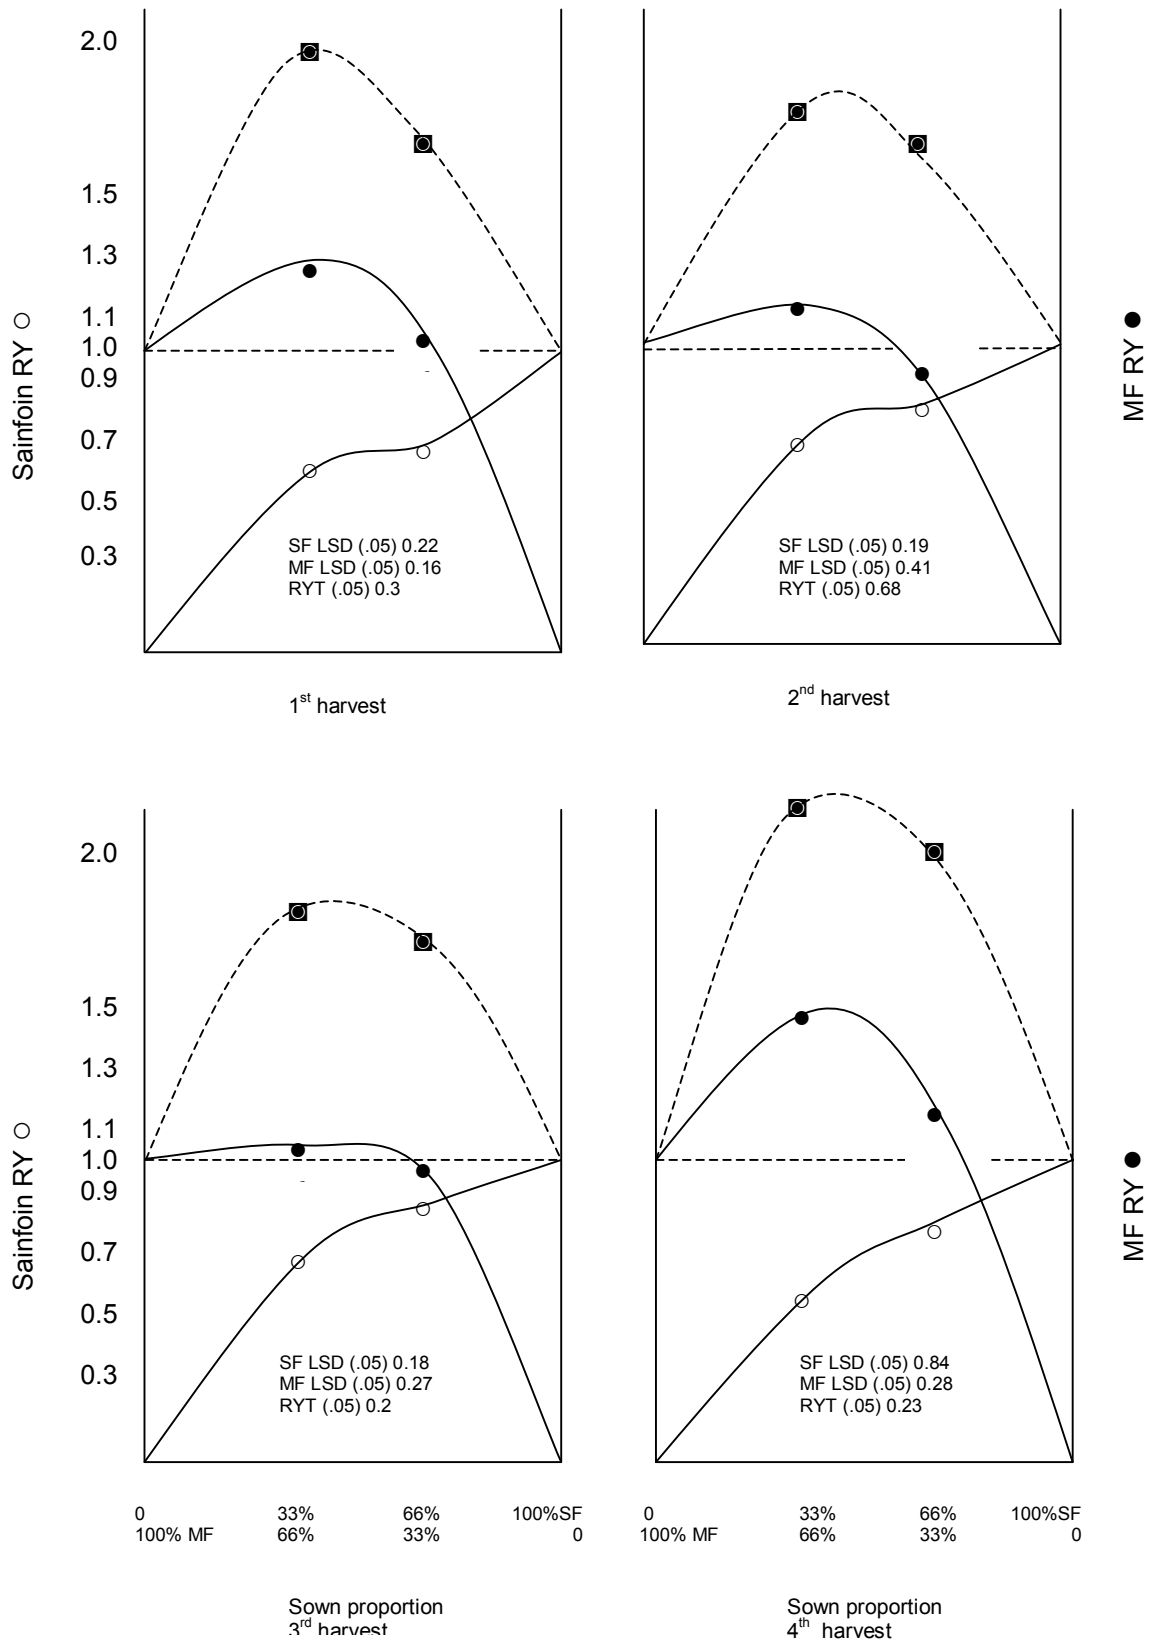 2.0
1.5
1.3
1.1
1.0
0.9
0.7
0.5
0.3
Sainfoin RY ○
MF RY ●
SF LSD (.05) 0.22
MF LSD (.05) 0.16
RYT (.05) 0.3
1st harvest
SF LSD (.05) 0.19
MF LSD (.05) 0.41
RYT (.05) 0.68
2nd harvest
2.0
1.5
1.3
1.1
1.0
0.9
0.7
0.5
0.3
Sainfoin RY ○
MF RY ●
SF LSD (.05) 0.18
MF LSD (.05) 0.27
RYT (.05) 0.2
SF LSD (.05) 0.84
MF LSD (.05) 0.28
RYT (.05) 0.23
0 33% 66% 100%SF
100% MF 66% 33% 0
Sown proportion
3rd harvest
0 33% 66% 100%SF
100% MF 66% 33% 0
Sown proportion
4th harvest